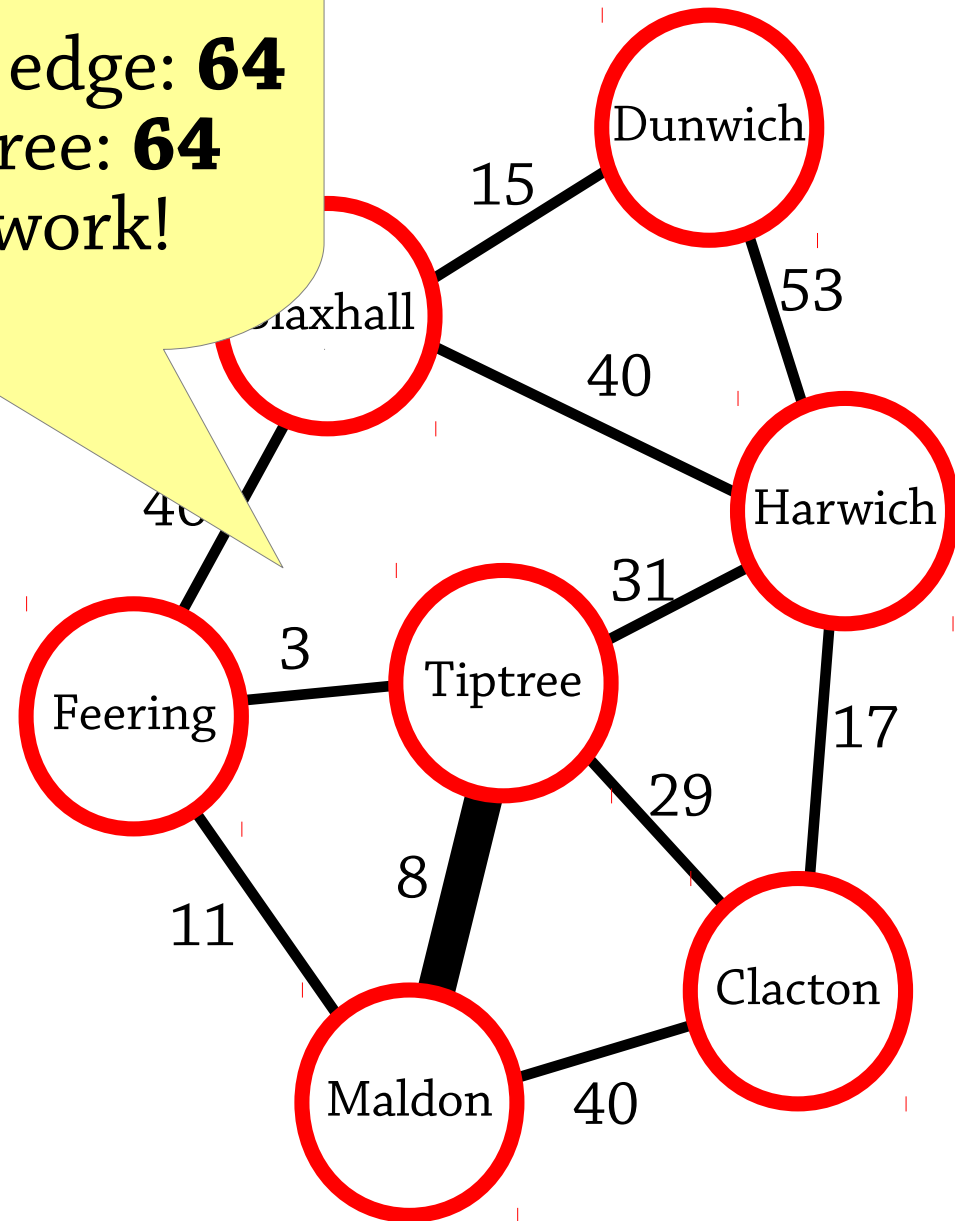 edge: 64
ree: 64
work!
Dunwich
15
53
40
Harwich
31
3
Tiptree
Feering
17
29
8
11
Clacton
Maldon
40